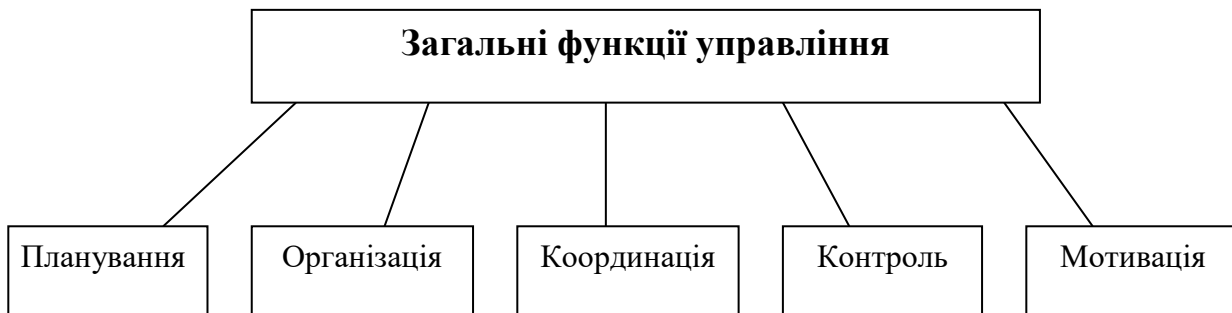 Загальні функції управління
Планування
Організація
Координація
Контроль
Мотивація